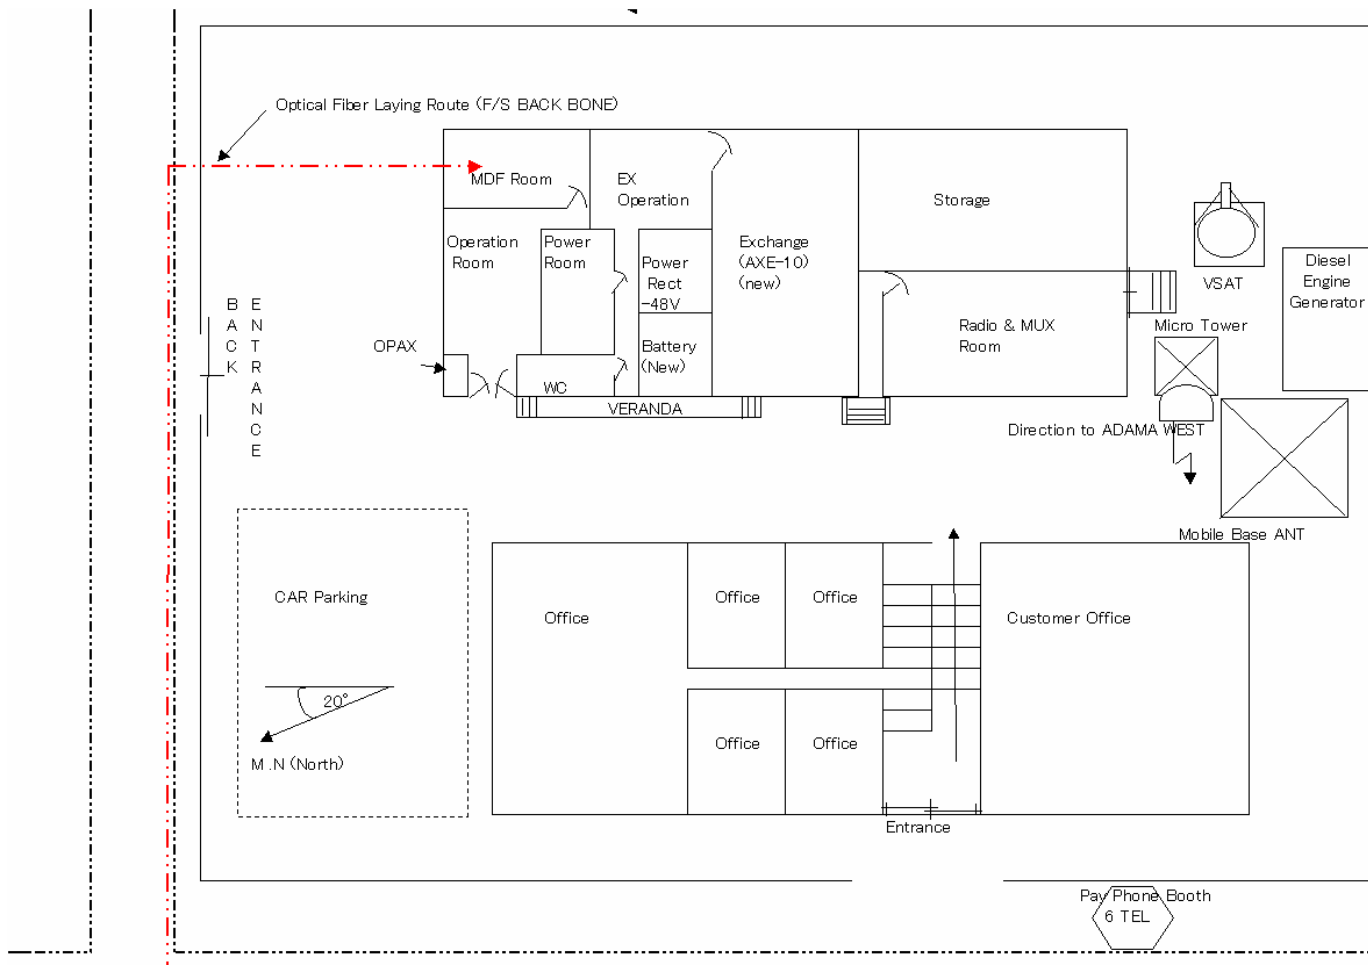 Optical Fiber Laying Route (F/S BACK BONE)
MDF Room
EX
Operation
Storage
Operation
Room
Power
Room
Power
Rect
-48V
Exchange
(AXE-10)
(new)
VSAT
Diesel
Engine
Generator
BACK
ENTRANCE
OPAX
Battery
(New)
WC
VERANDA
Radio & MUX
Room
Micro Tower
Direction to ADAMA WEST
Mobile Base ANT
CAR Parking
20°
M.N (North)
Office
Office
Office
Customer Office
Office
Office
Entrance
Pay Phone Booth
6 TEL